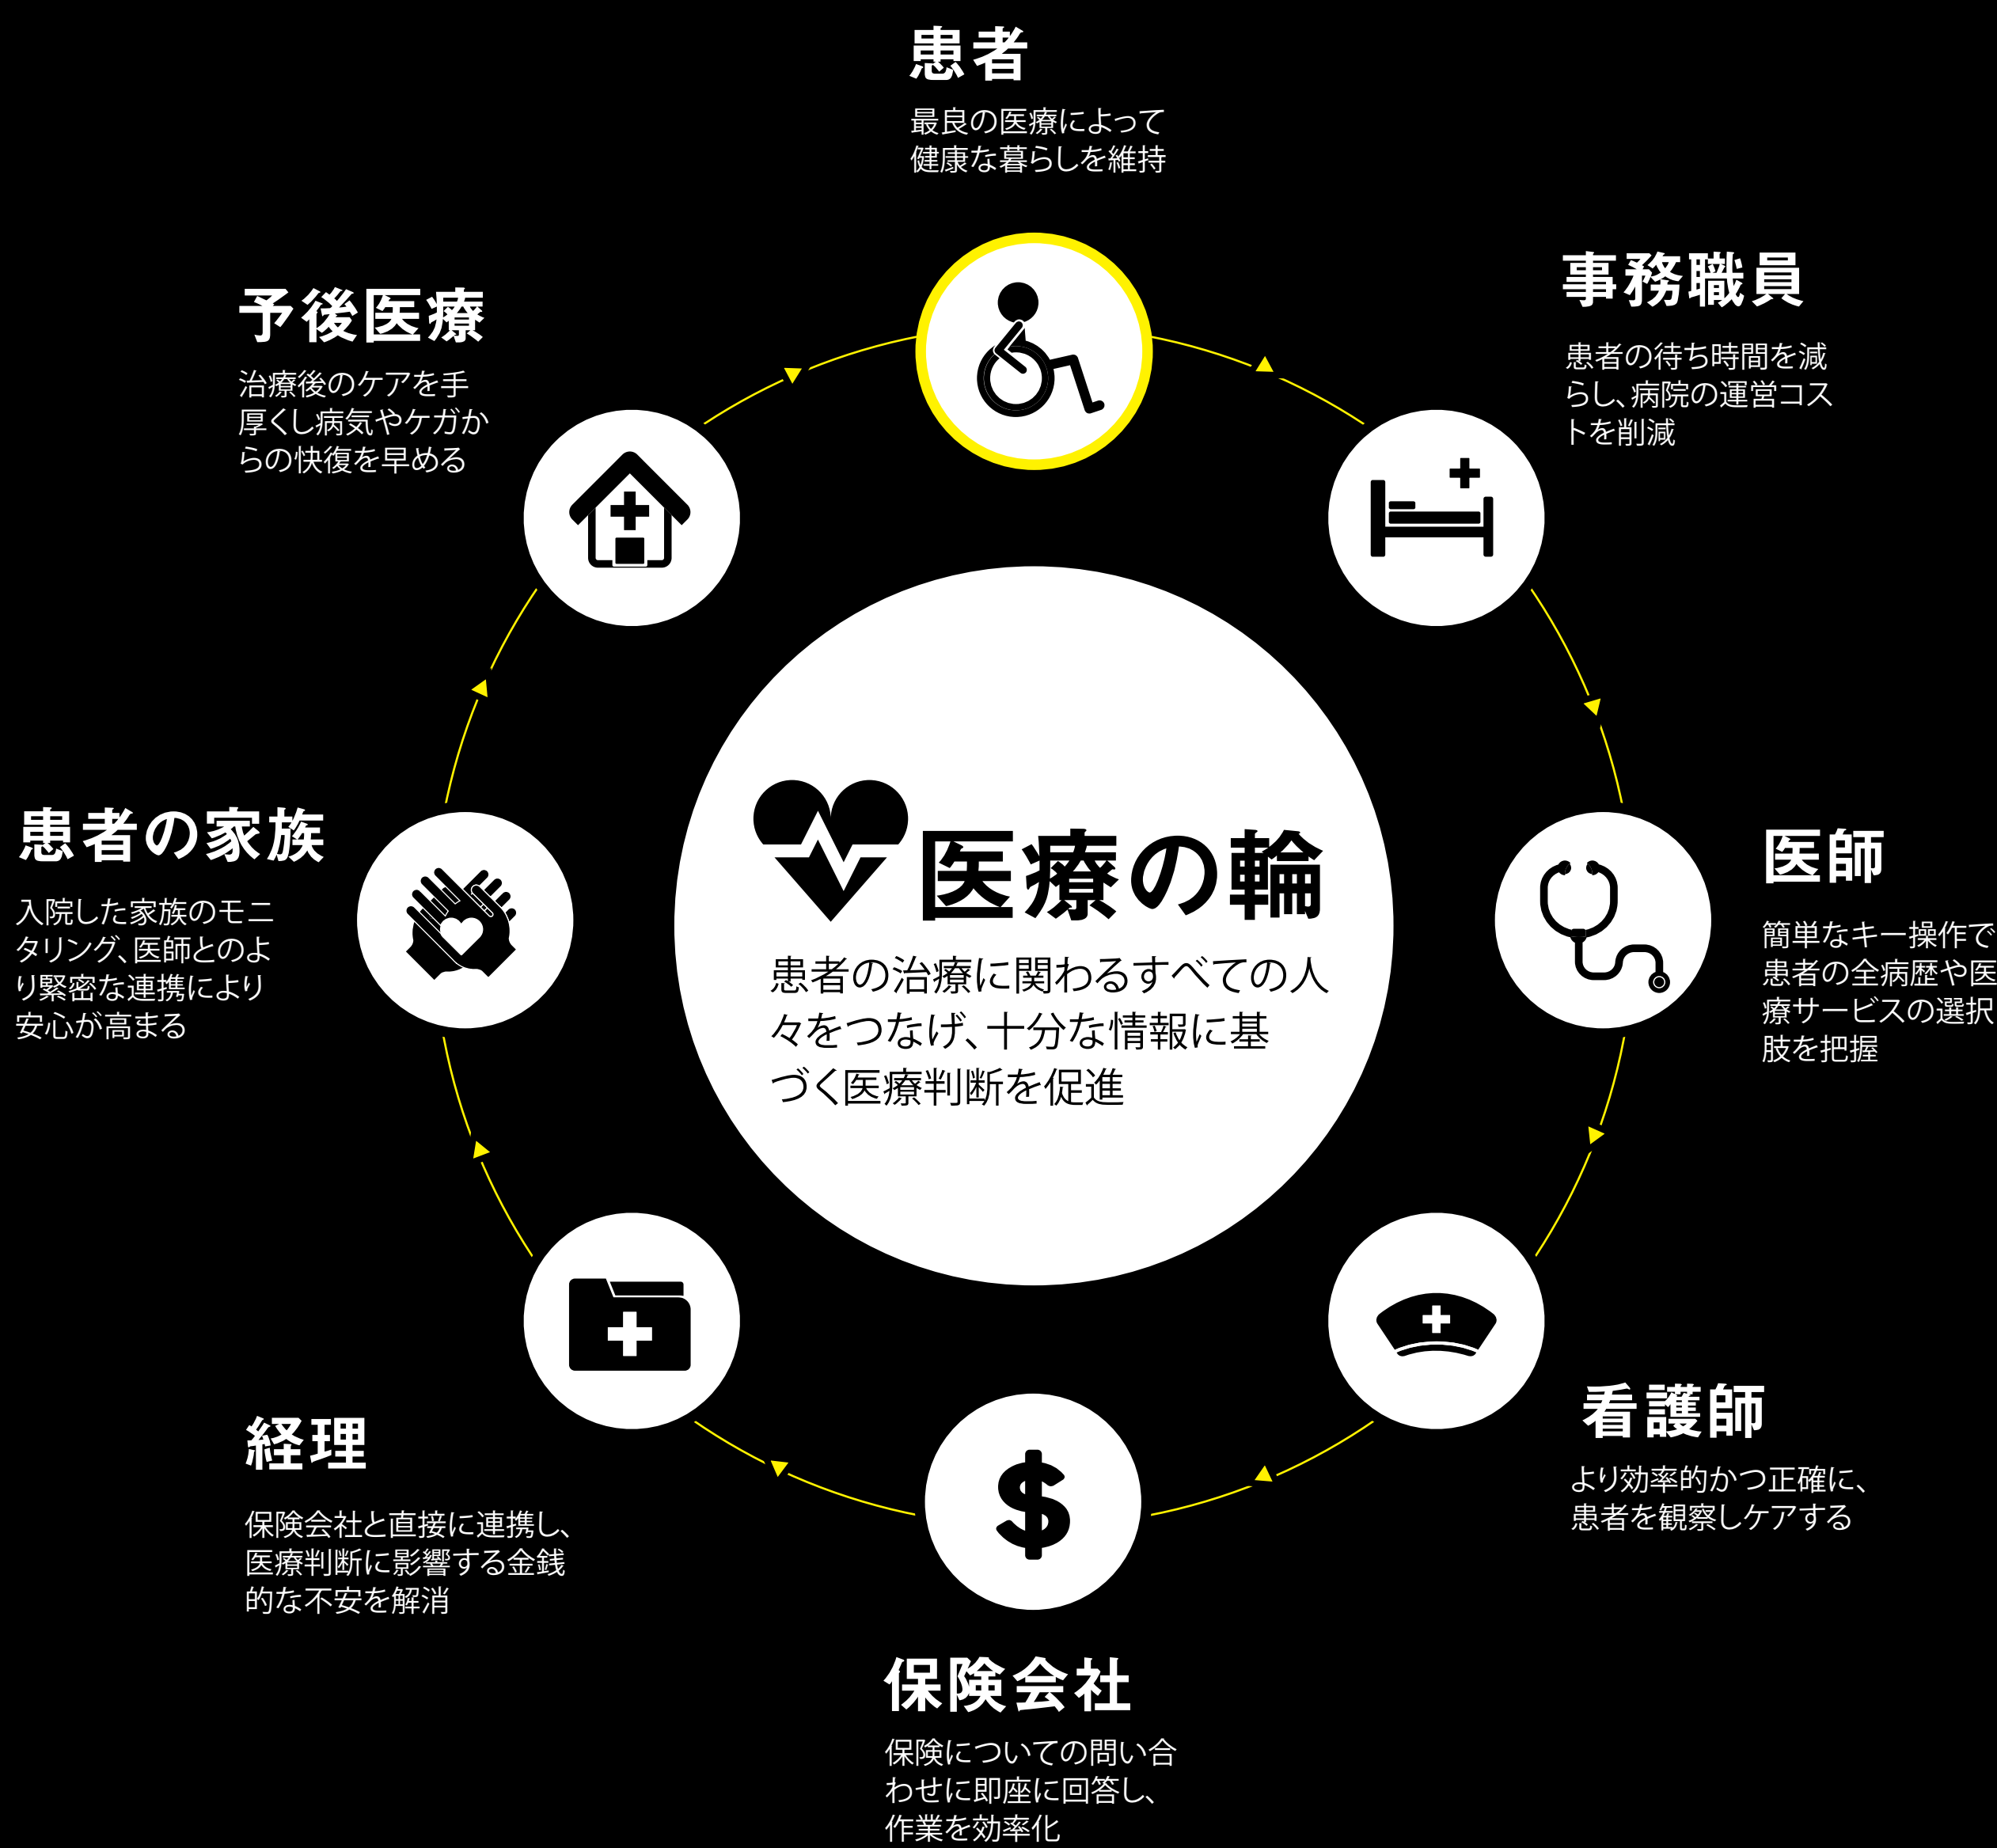 患者
最良の医療によって
健康な暮らしを維持
事務職員
患者の待ち時間を減
らし、病院の運営コス
トを削減
医師
簡単なキー操作で
患者の全病歴や医
療サービスの選択
肢を把握
看護師
より効率的かつ正確に、
患者を観察しケアする
保険会社
保険についての問い合
わせに即座に回答し、
作業を効率化
経理
保険会社と直接に連携し、
医療判断に影響する金銭
的な不安を解消
患者の家族
入院した家族のモニ
タリング、医師とのよ
り緊密な連携により
安心が高まる
予後医療
治療後のケアを手
厚くし病気やケガか
らの快復を早める
医療の輪
患者の治療に関わるすべての人
々をつなげ、十分な情報に基
づく医療判断を促進